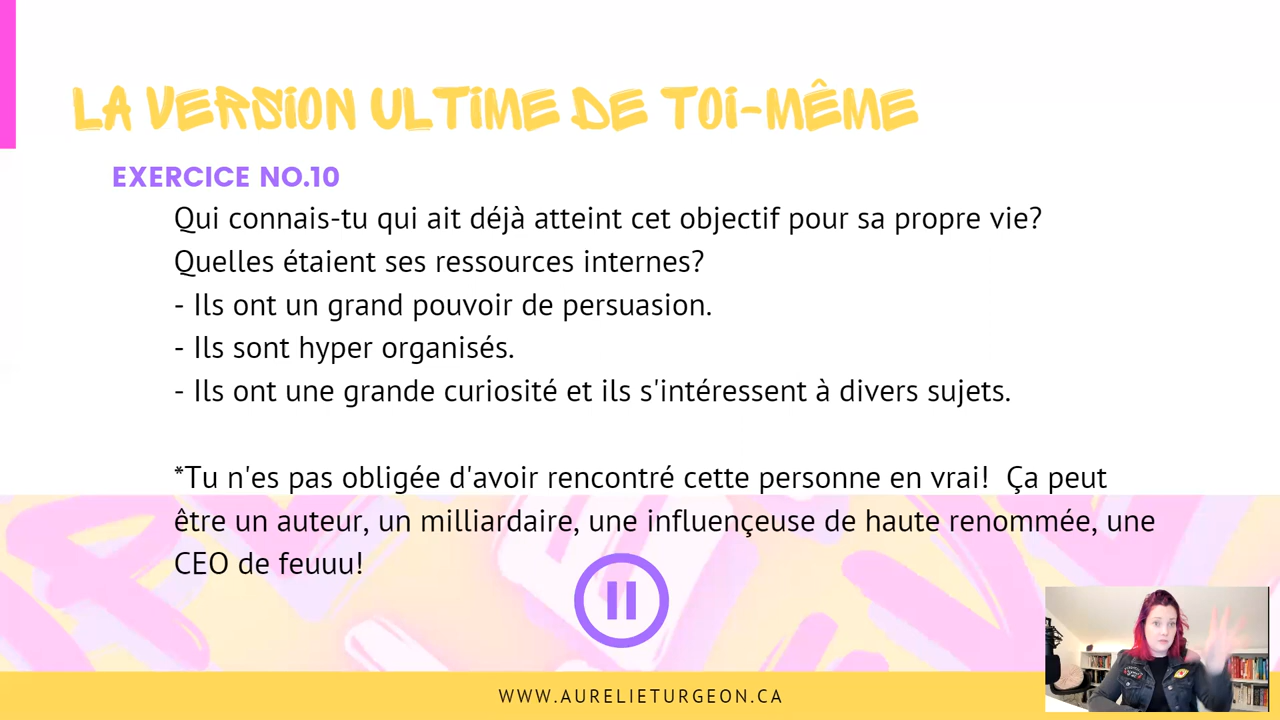 LA VERSION ULTIME DE TOI-MÊME
EXERCICE NO.10
Qui connais-tu qui ait déjà atteint cet objectif pour sa propre vie?
Quelles étaient ses ressources internes?
- Ils ont un grand pouvoir de persuasion.
- Ils sont hyper organisés.
- Ils ont une grande curiosité et ils s'intéressent à divers sujets.
*Tu n'es pas obligée d'avoir rencontré cette personne en vrai!  Ça peut
être un auteur, un milliardaire, une influençeuse de haute renommée, une
CEO de feuuu!
WWW.AURELIETURGEON.CA